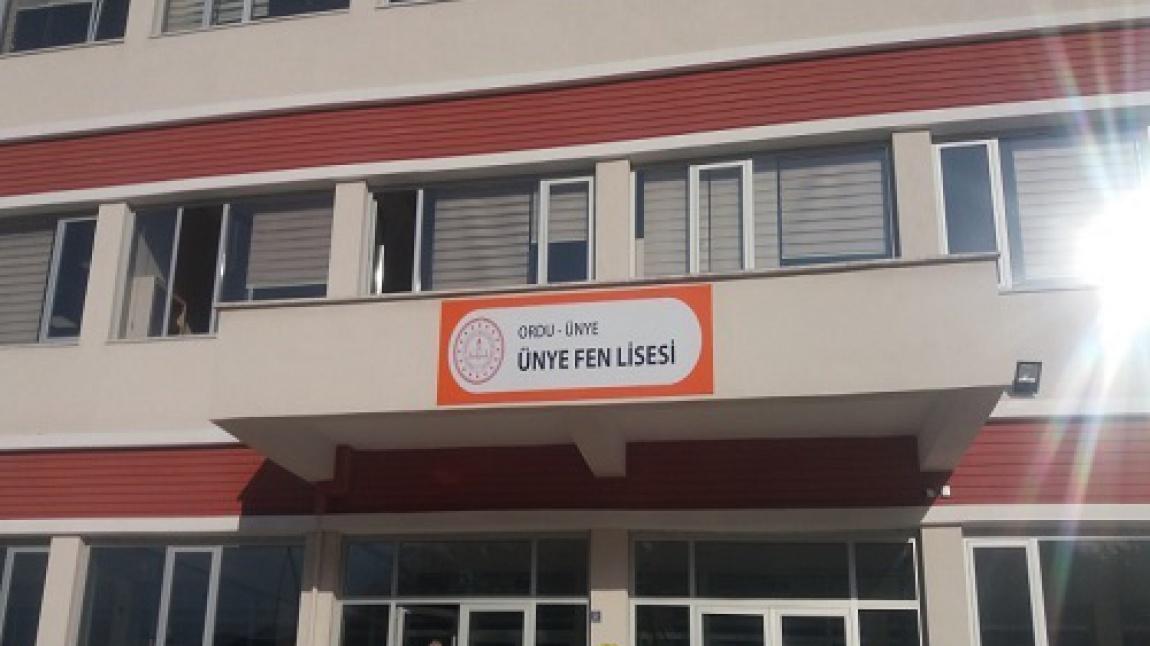 ORDU - ÜNYE
ÜNYE FEN LİSESİ